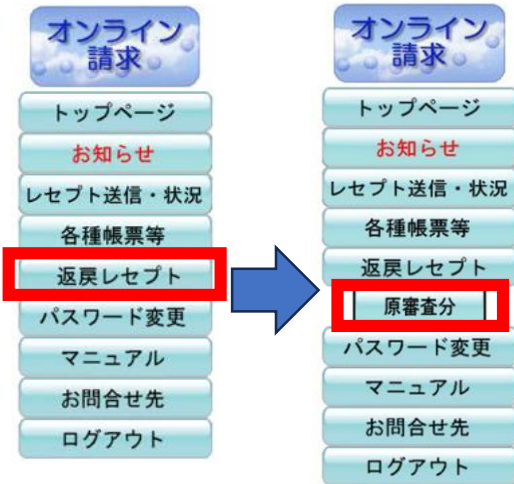 オンライン
請求
トップページ
お知らせ
レセプト送信・状況
各種帳票等
返戻レセプト
パスワード変更
マニュアル
お問合せ先
ログアウト
オンライン
請求
トップページ
お知らせ
レセプト送信・状況
各種帳票等
返戻レセプト
原審査分
パスワード変更
マニュアル
お問合せ先
ログアウト